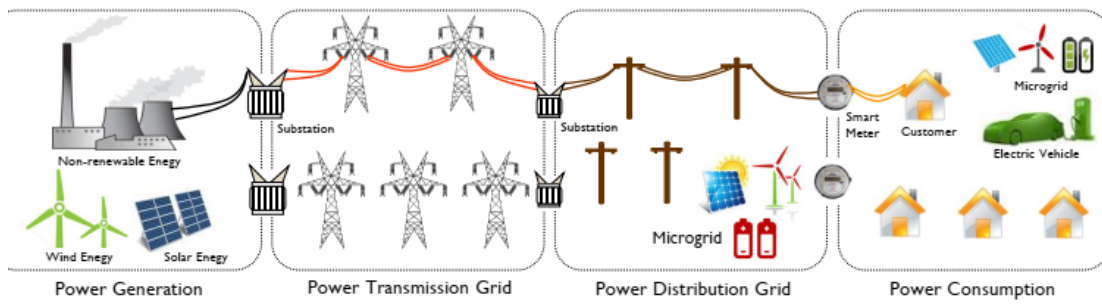 Microgrid
Substation
Substation
Smart
Meter
Customer
Non-renewable Enegy
Electric Vehicle
Microgrid
Wind Enegy
Solar Enegy
Power Generation
Power Transmission Grid
Power Distribution Grid
Power Consumption